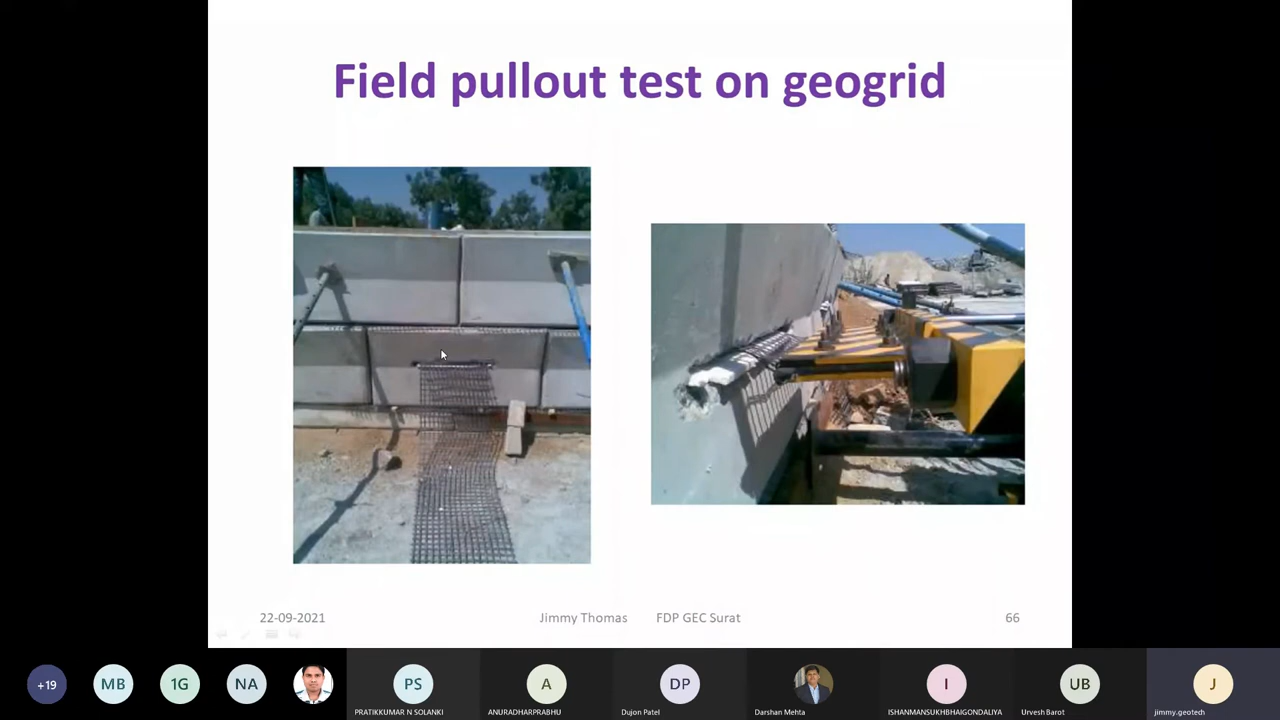 Field pullout test on geogrid
22-09-2021
Jimmy Thomas
FDP GEC Surat
66
+19
MB
1G
NA
PS
A
DP
I
UB
J
PRATIKKUMAR N SOLANKI
ANURADHARPRABHU
Dujon Patel
Darshan Mehta
ISHANMANSUKHBHAIGONDALIYA
Urvesh Barot
jimmy.geotech